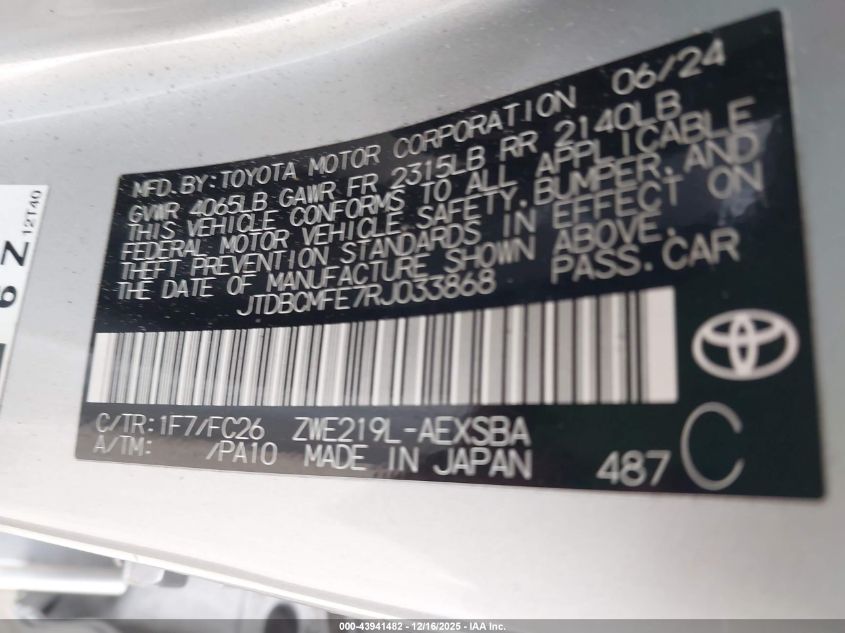 MFD. BY: TOYOTA MOTOR CORPORATION 06/24
GVWR 4065LB GAWR FR 2315LB RR 2140LB
THIS VEHICLE CONFORMS TO ALL APPLICABLE
FEDERAL MOTOR VEHICLE SAFETY, BUMPER, AND
THEFT PREVENTION STANDARDS IN EFFECT ON
THE DATE OF MANUFACTURE SHOWN ABOVE.
JTDBCMFE7RJ033868 PASS. CAR
C/TR: 1F7/FC26 ZWE219L-AEXSBA
A/TM: /PA10 MADE IN JAPAN 487 C
12T40
000-43941482 - 12/16/2025 - IAA Inc.